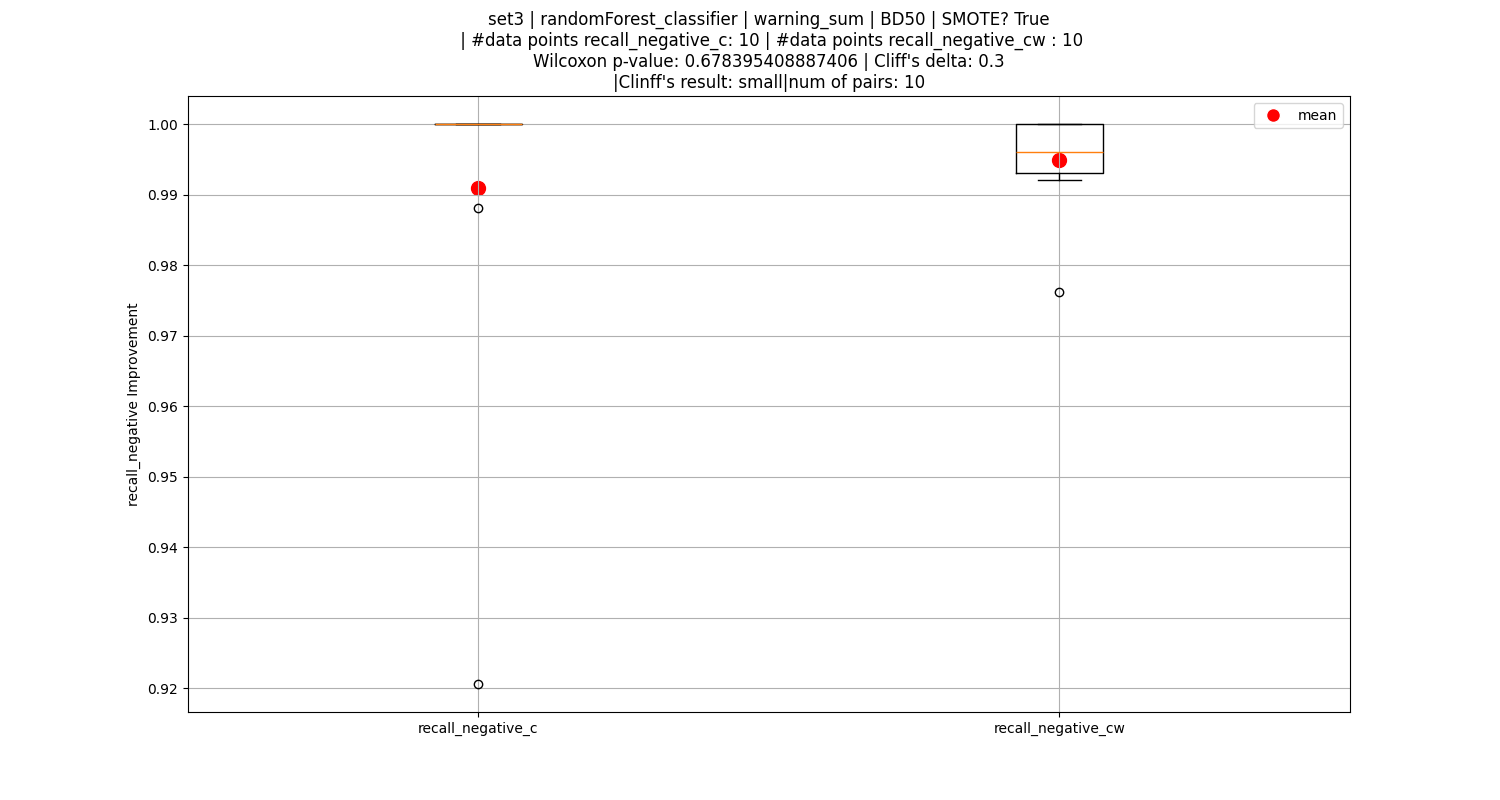 set3 | randomForest_classifier | warning_sum | BD50 | SMOTE? True
| #data points recall_negative_c: 10 | #data points recall_negative_cw : 10
Wilcoxon p-value: 0.678395408887406 | Cliff's delta: 0.3
|Clinff's result: small|num of pairs: 10
mean
1.00
0.99
0.98
0.97
0.96
0.95
0.94
0.93
0.92
recall_negative Improvement
recall_negative_c
recall_negative_cw